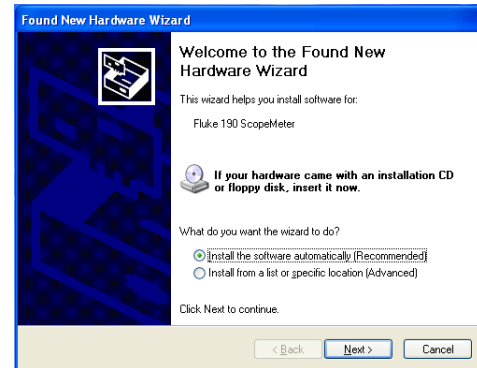 Found New Hardware Wizard
Welcome to the Found New
Hardware Wizard
This wizard helps you install software for:
Fluke 190 ScopeMeter
If your hardware came with an installation CD
or floppy disk, insert it now.
What do you want the wizard to do?
Install the software automatically (Recommended)
Install from a list or specific location (Advanced)
Click Next to continue.
< Back Next > Cancel